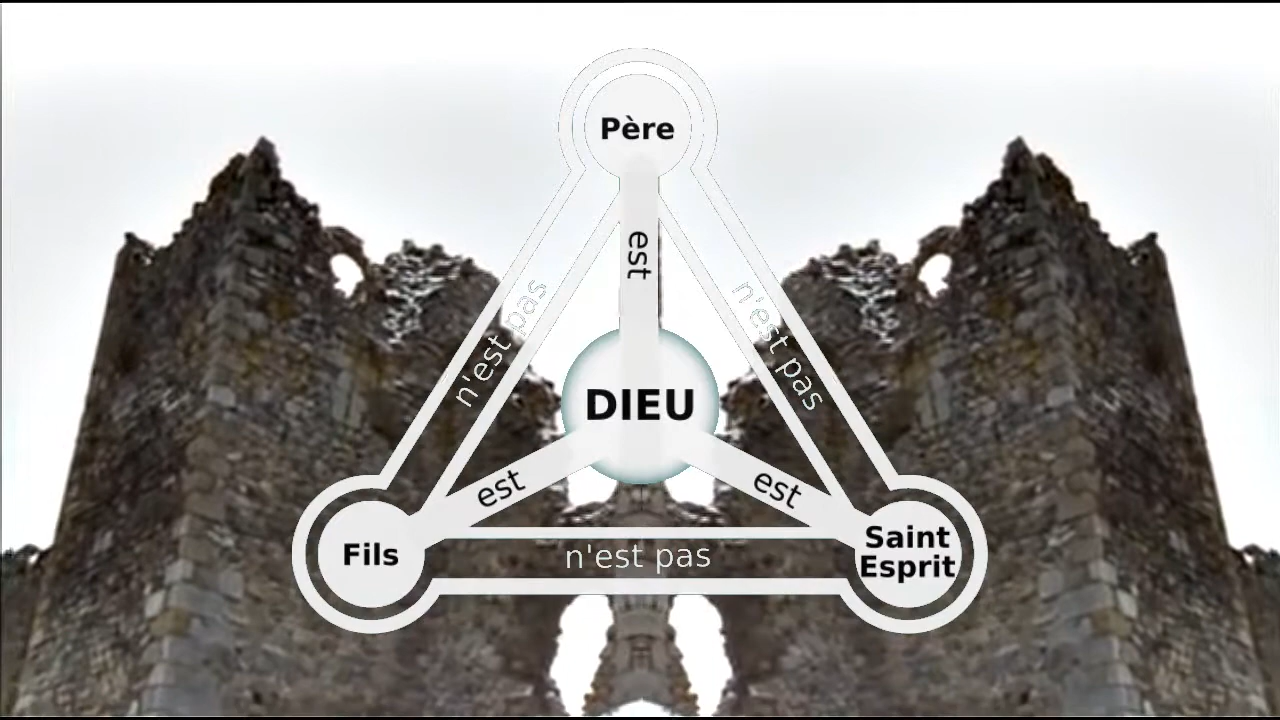 Père
est
n'est pas
n'est pas
DIEU
est
est
Fils
n'est pas
Saint
Esprit